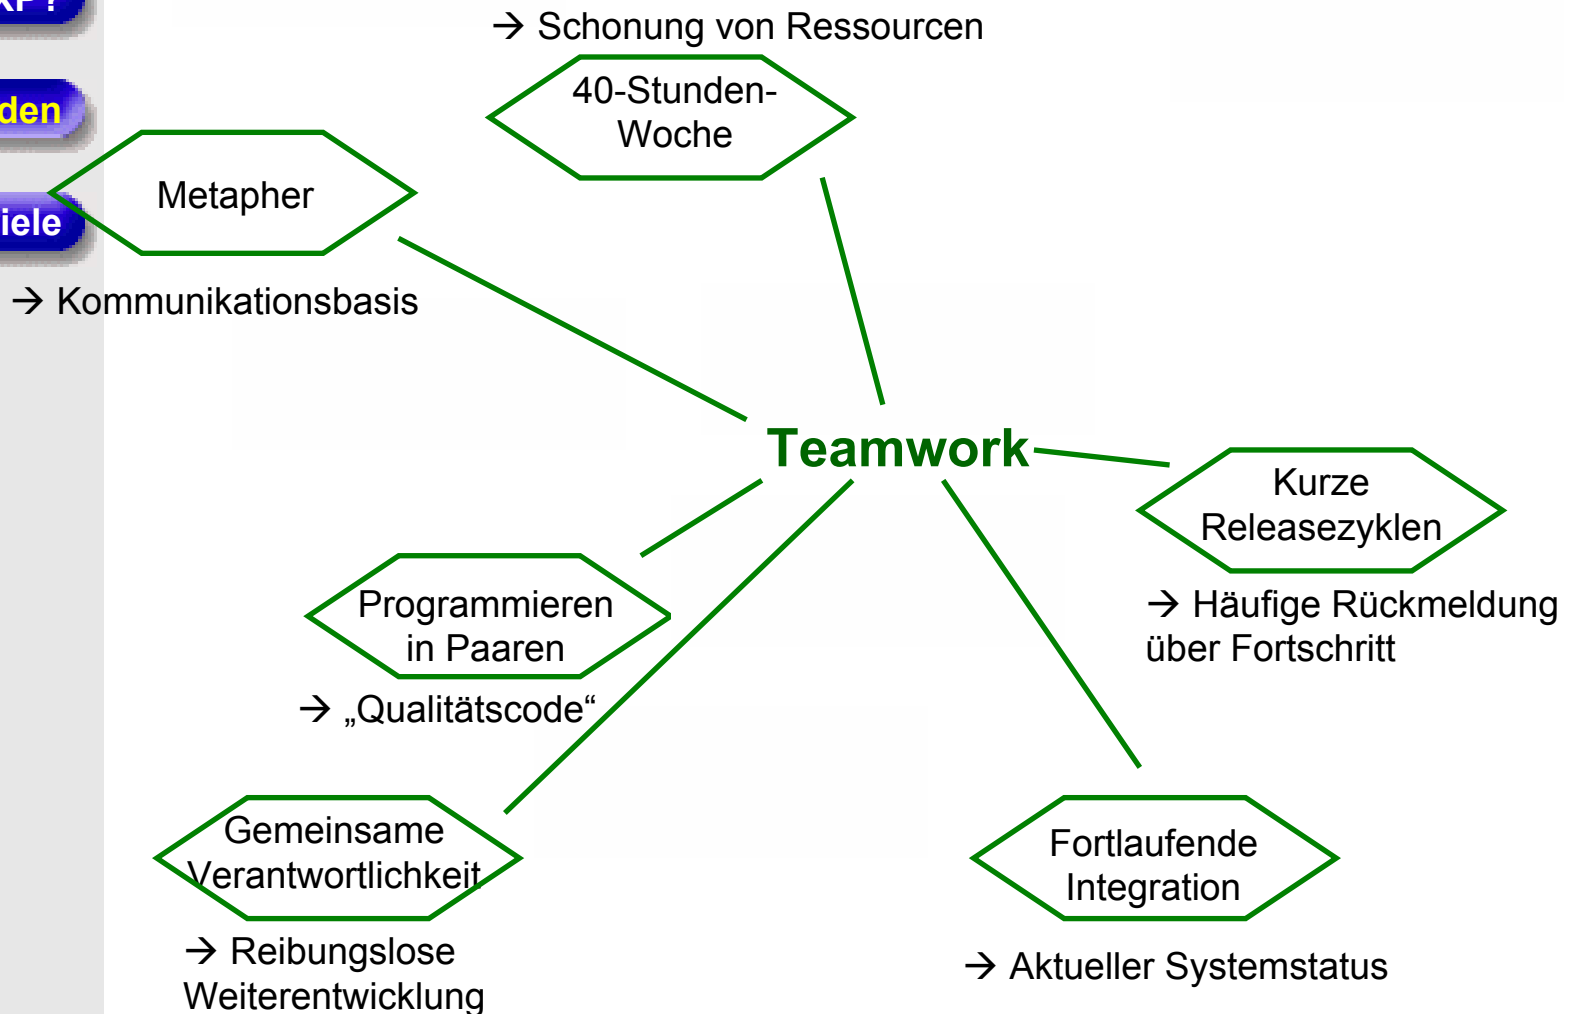 XP?
→ Schonung von Ressourcen
40-Stunden-
Woche
den
Metapher
iele
→ Kommunikationsbasis
Teamwork
Kurze
Releasezyklen
→ Häufige Rückmeldung
über Fortschritt
Programmieren
in Paaren
→ „Qualitätscode“
Gemeinsame
Verantwortlichkeit
→ Reibungslose
Weiterentwicklung
Fortlaufende
Integration
→ Aktueller Systemstatus